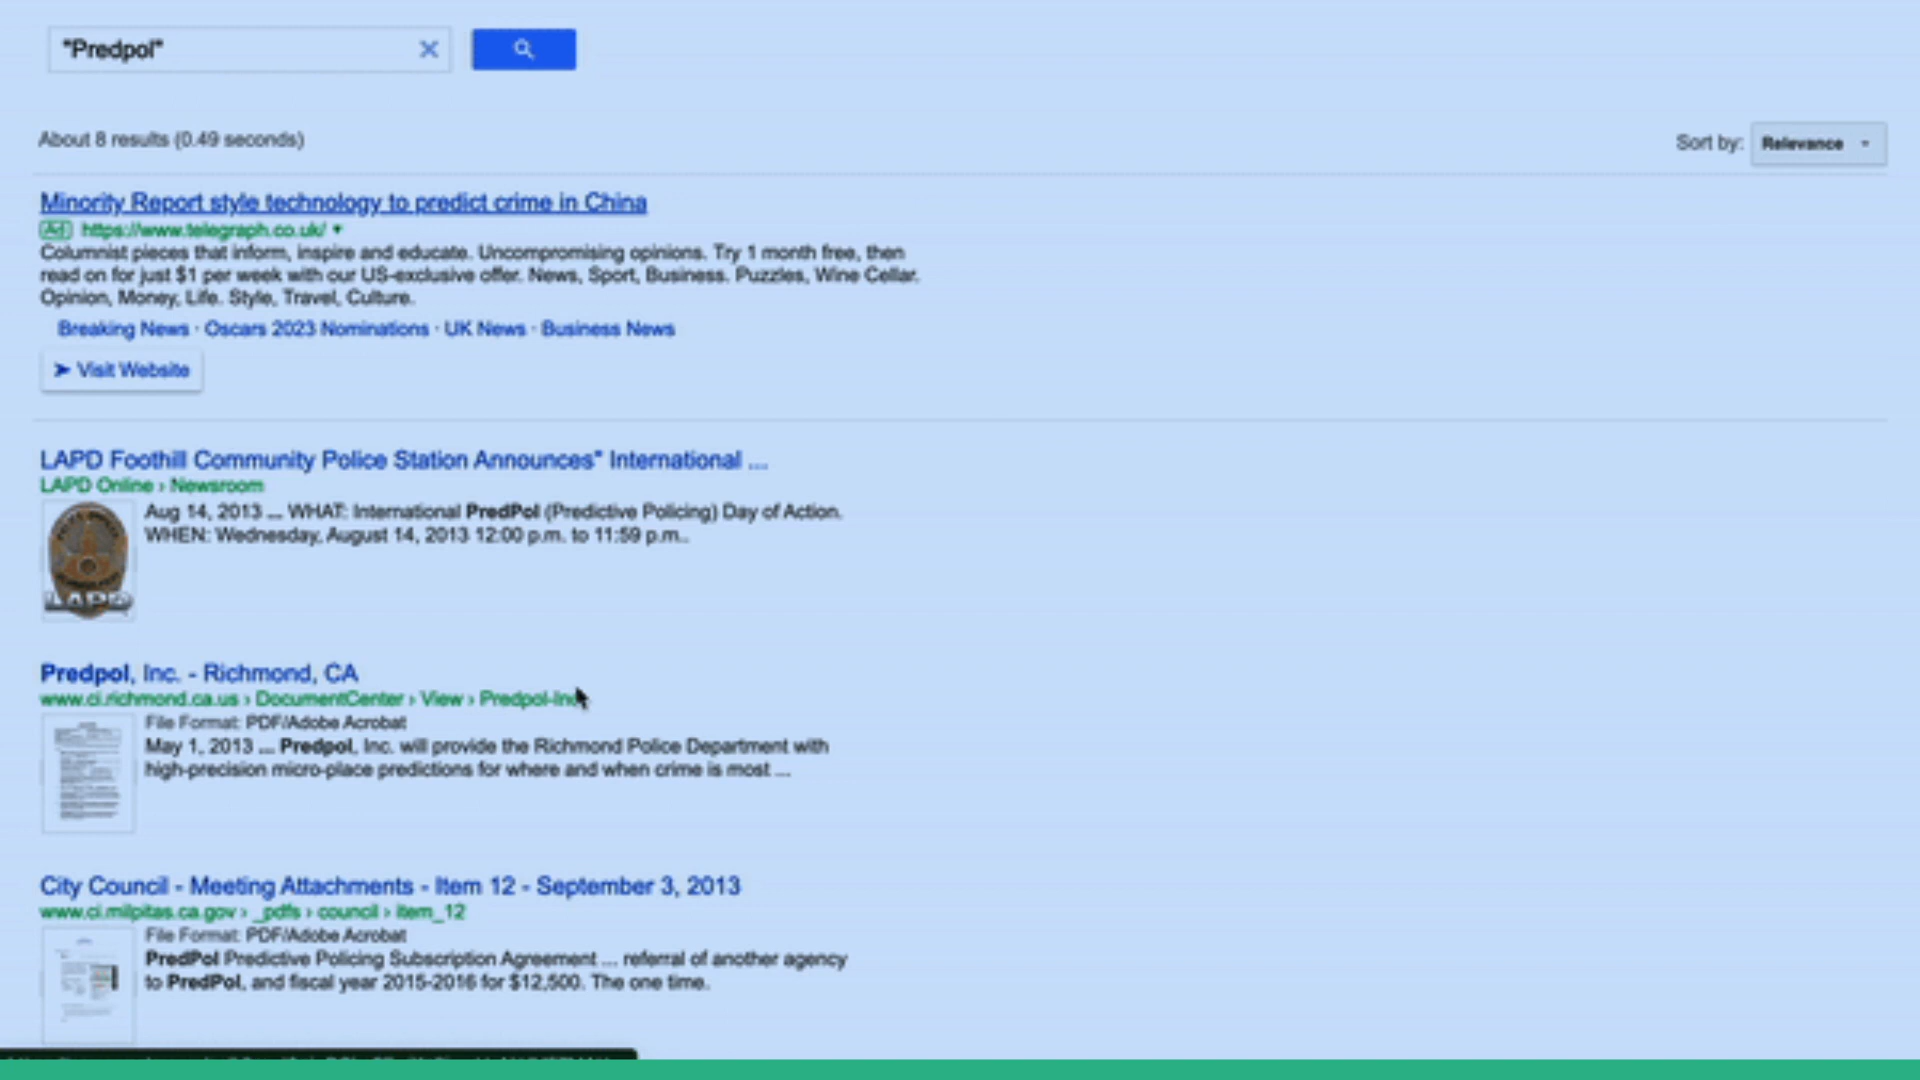 "Predpol"
About 8 results (0.49 seconds)
Sort by: Relevance
Minority Report style technology to predict crime in China
Ad https://www.telegraph.co.uk/
Columnist pieces that inform, inspire and educate. Uncompromising opinions. Try 1 month free, then
read on for just $1 per week with our US-exclusive offer. News, Sport, Business. Puzzles, Wine Cellar.
Opinion, Money, Life. Style, Travel, Culture.
Breaking News · Oscars 2023 Nominations · UK News · Business News
➤ Visit Website
LAPD Foothill Community Police Station Announces" International ...
LAPD Online › Newsroom
Aug 14, 2013 ... WHAT: International PredPol (Predictive Policing) Day of Action.
WHEN: Wednesday, August 14, 2013 12:00 p.m. to 11:59 p.m..
LAPD
Predpol, Inc. - Richmond, CA
www.ci.richmond.ca.us › DocumentCenter › View › Predpol-Inc
File Format: PDF/Adobe Acrobat
May 1, 2013 ... Predpol, Inc. will provide the Richmond Police Department with
high-precision micro-place predictions for where and when crime is most ...
City Council - Meeting Attachments - Item 12 - September 3, 2013
www.ci.milpitas.ca.gov › _pdfs › council › item_12
File Format: PDF/Adobe Acrobat
PredPol Predictive Policing Subscription Agreement ... referral of another agency
to PredPol, and fiscal year 2015-2016 for $12,500. The one time.